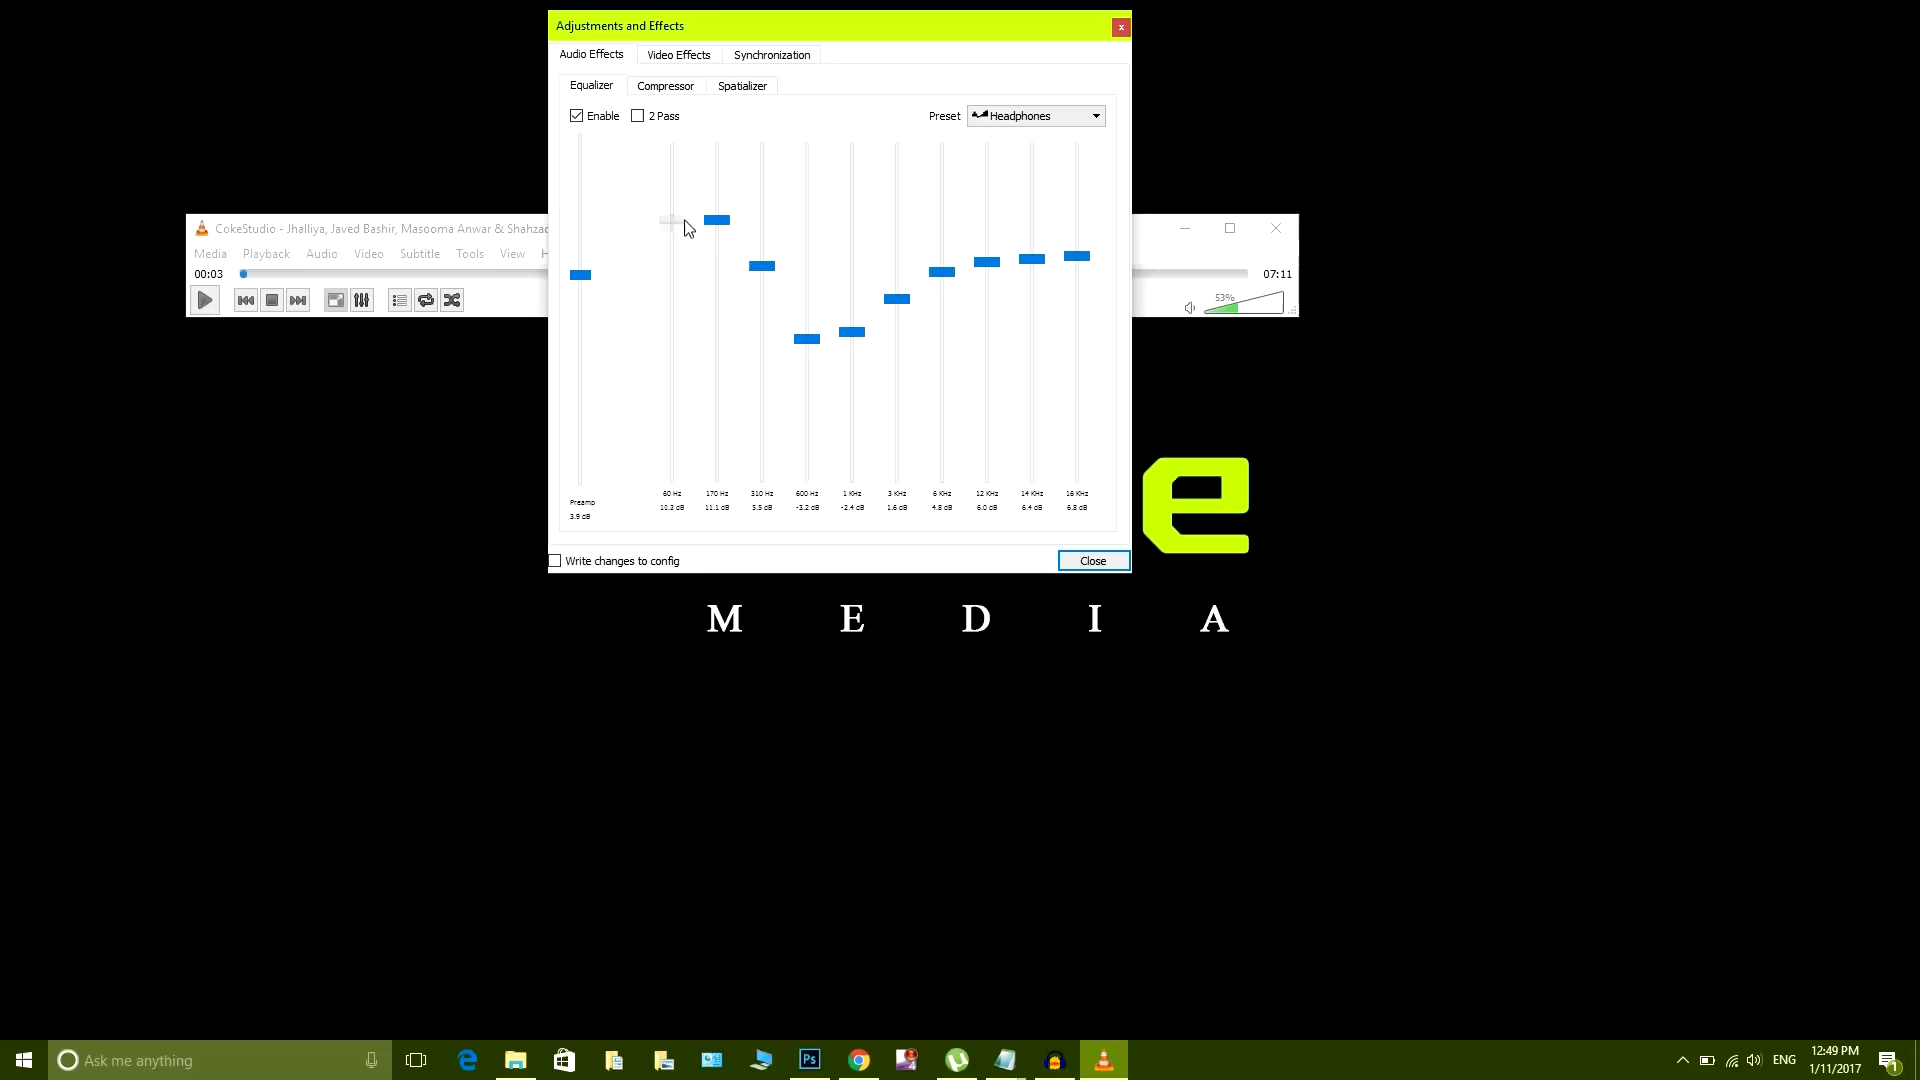 Adjustments and Effects
Audio Effects Video Effects Synchronization
Equalizer Compressor Spatializer
Enable 2 Pass Preset Headphones
CokeStudio - Jhalliya, Javed Bashir, Masooma Anwar & Shahzad
Media Playback Audio Video Subtitle Tools View H
00:03 07:11
53%
60 Hz 170 Hz 310 Hz 600 Hz 1 KHz 3 KHz 6 KHz 12 KHz 14 KHz 16 KHz
Preamp 10.2 dB 11.1 dB 5.5 dB -3.2 dB -2.4 dB 1.6 dB 4.8 dB 6.0 dB 6.4 dB 6.8 dB
3.9 dB
e
Write changes to config Close
M E D I A
Ask me anything Ps ENG 12:49 PM
1/11/2017
1